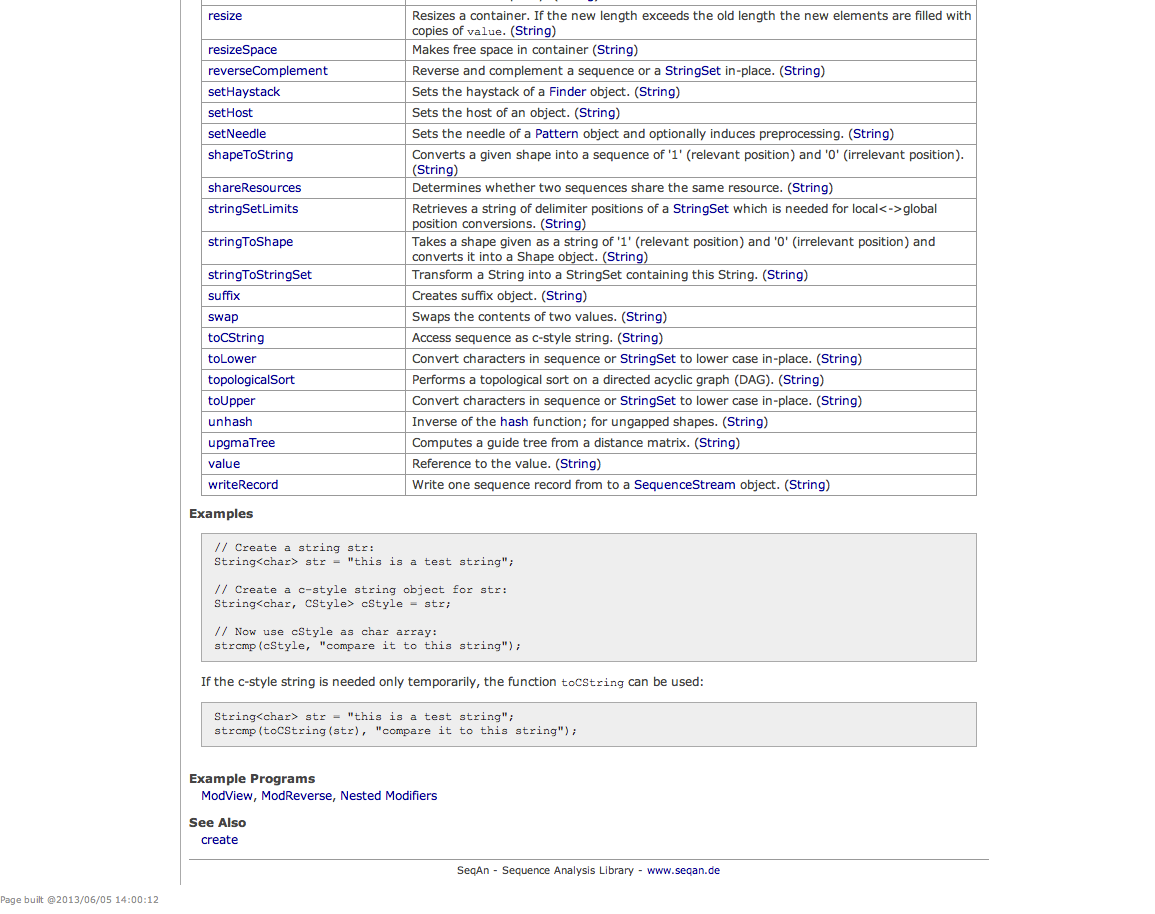 resize Resizes a container. If the new length exceeds the old length the new elements are filled with
copies of value. (String)
resizeSpace Makes free space in container (String)
reverseComplement Reverse and complement a sequence or a StringSet in-place. (String)
setHaystack Sets the haystack of a Finder object. (String)
setHost Sets the host of an object. (String)
setNeedle Sets the needle of a Pattern object and optionally induces preprocessing. (String)
shapeToString Converts a given shape into a sequence of '1' (relevant position) and '0' (irrelevant position).
(String)
shareResources Determines whether two sequences share the same resource. (String)
stringSetLimits Retrieves a string of delimiter positions of a StringSet which is needed for local<->global
position conversions. (String)
stringToShape Takes a shape given as a string of '1' (relevant position) and '0' (irrelevant position) and
converts it into a Shape object. (String)
stringToStringSet Transform a String into a StringSet containing this String. (String)
suffix Creates suffix object. (String)
swap Swaps the contents of two values. (String)
toCString Access sequence as c-style string. (String)
toLower Convert characters in sequence or StringSet to lower case in-place. (String)
topologicalSort Performs a topological sort on a directed acyclic graph (DAG). (String)
toUpper Convert characters in sequence or StringSet to lower case in-place. (String)
unhash Inverse of the hash function; for ungapped shapes. (String)
upgmaTree Computes a guide tree from a distance matrix. (String)
value Reference to the value. (String)
writeRecord Write one sequence record from to a SequenceStream object. (String)
Examples
// Create a string str:
String<char> str = "this is a test string";
// Create a c-style string object for str:
String<char, CStyle> cStyle = str;
// Now use cStyle as char array:
strcmp(cStyle, "compare it to this string");
If the c-style string is needed only temporarily, the function toCString can be used:
String<char> str = "this is a test string";
strcmp(toCString(str), "compare it to this string");
Example Programs
ModView, ModReverse, Nested Modifiers
See Also
create
SeqAn - Sequence Analysis Library - www.seqan.de
Page built @2013/06/05 14:00:12